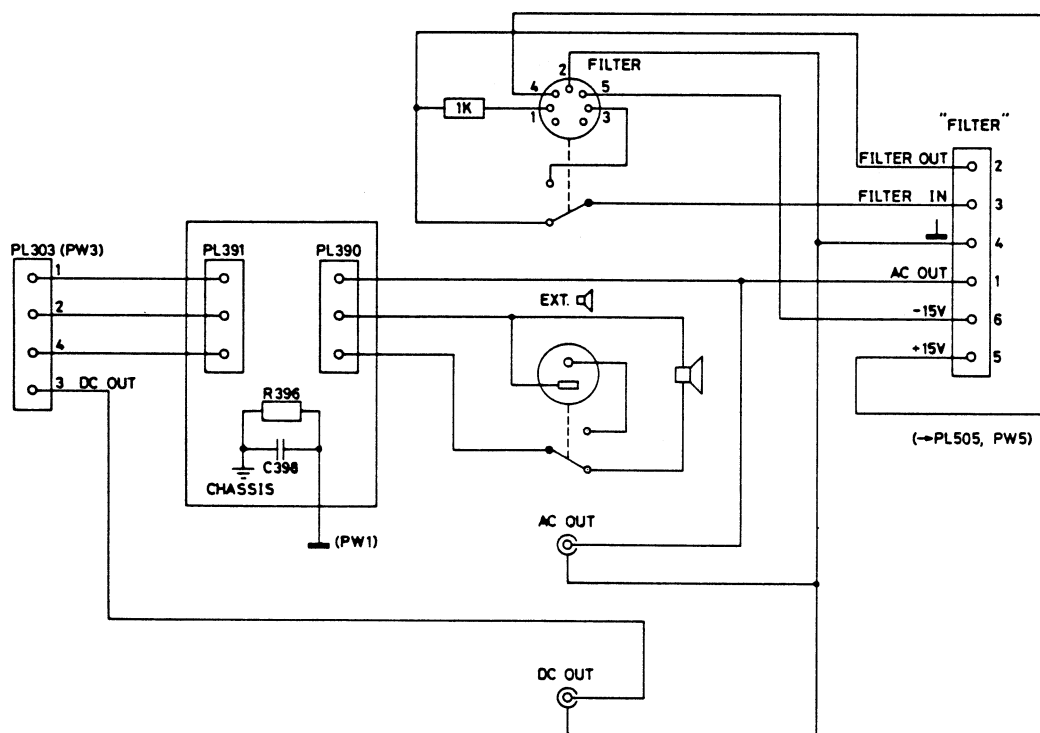 2 FILTER
4 5
1K 1 3
"FILTER"
FILTER OUT 2
FILTER IN 3
4
AC OUT 1
-15V 6
+15V 5
(→PL505, PW5)
PL303 (PW3)
1
2
4
3 DC OUT
PL391
PL390
R396
C398
CHASSIS
(PW1)
EXT.
AC OUT
DC OUT